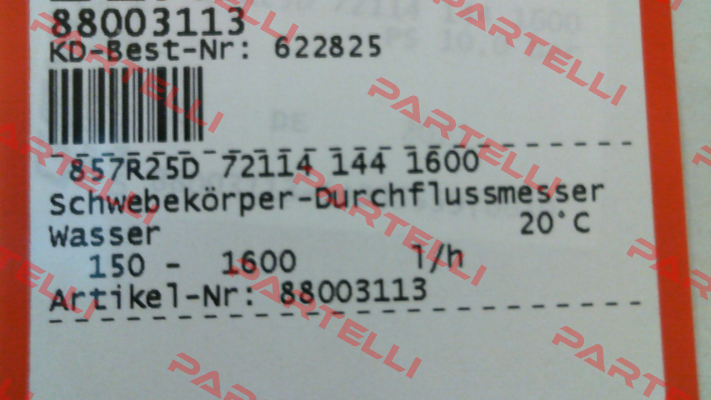 88003113
KD-Best-Nr: 622825
857R25D 72114 144 1600
Schwebekörper-Durchflussmesser
Wasser 20°C
150 - 1600 l/h
Artikel-Nr: 88003113
PARTELLI